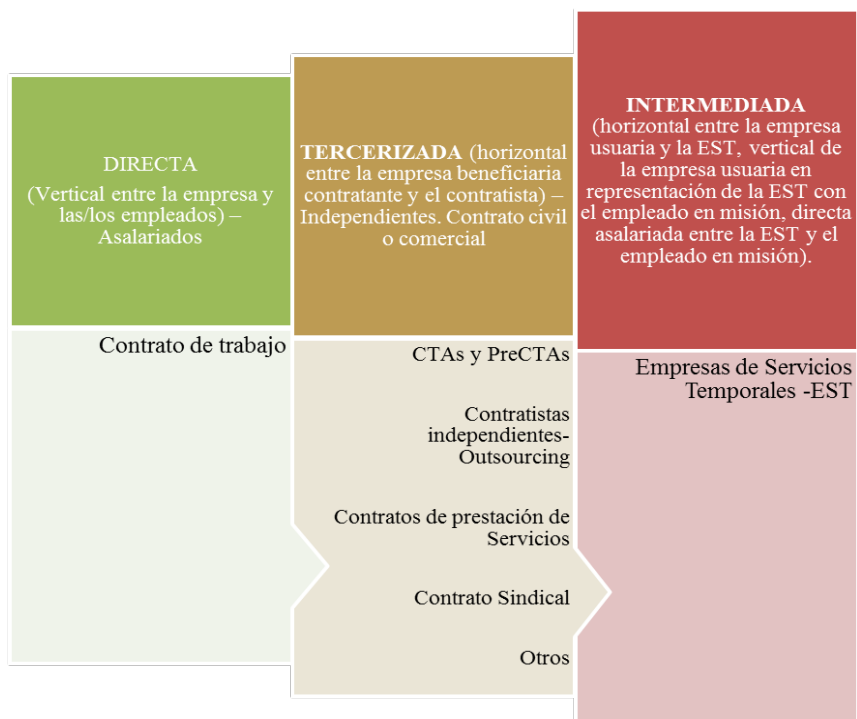 DIRECTA
(Vertical entre la empresa y
las/los empleados) –
Asalariados
Contrato de trabajo
TERCERIZADA (horizontal
entre la empresa beneficiaria
contratante y el contratista) –
Independientes. Contrato civil
o comercial
CTAs y PreCTAs
Contratistas
independientes-
Outsourcing
Contratos de prestación de
Servicios
Contrato Sindical
Otros
INTERMEDIADA
(horizontal entre la empresa
usuaria y la EST, vertical de
la empresa usuaria en
representación de la EST con
el empleado en misión, directa
asalariada entre la EST y el
empleado en misión).
Empresas de Servicios
Temporales -EST